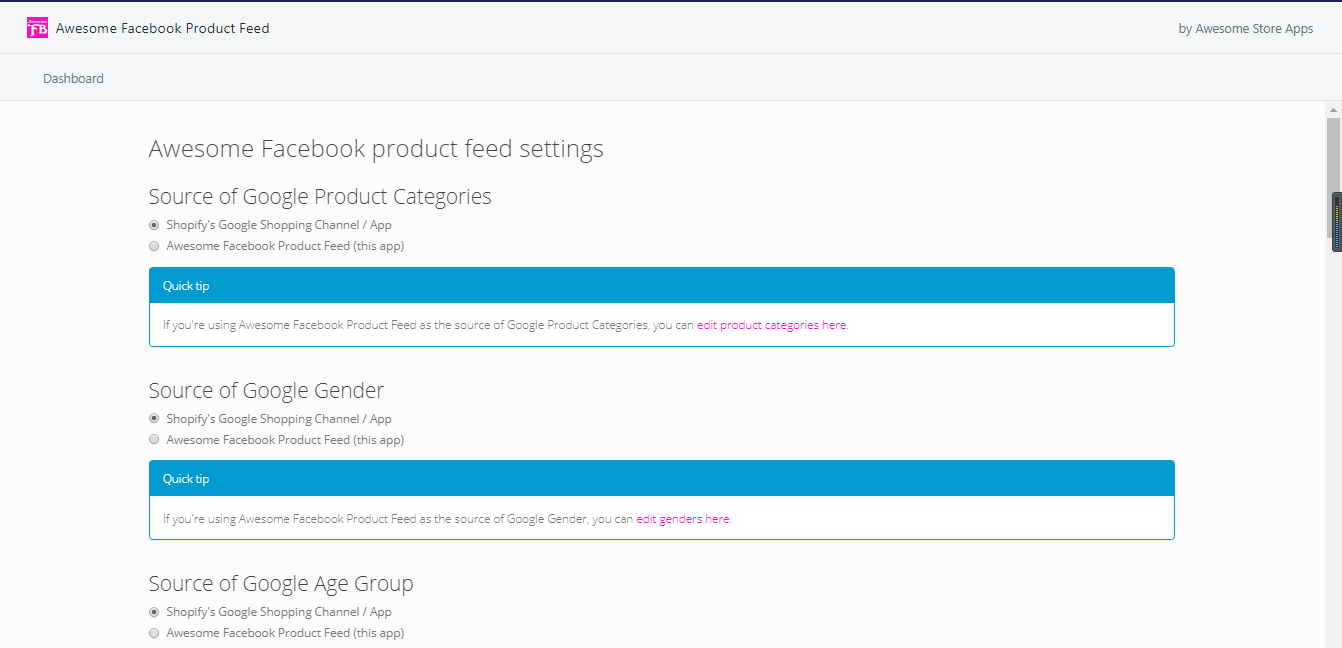 FB
Awesome Facebook Product Feed
by Awesome Store Apps
Dashboard
Awesome Facebook product feed settings
Source of Google Product Categories
Shopify's Google Shopping Channel / App
Awesome Facebook Product Feed (this app)
Quick tip
If you're using Awesome Facebook Product Feed as the source of Google Product Categories, you can edit product categories here.
Source of Google Gender
Shopify's Google Shopping Channel / App
Awesome Facebook Product Feed (this app)
Quick tip
If you're using Awesome Facebook Product Feed as the source of Google Gender, you can edit genders here.
Source of Google Age Group
Shopify's Google Shopping Channel / App
Awesome Facebook Product Feed (this app)